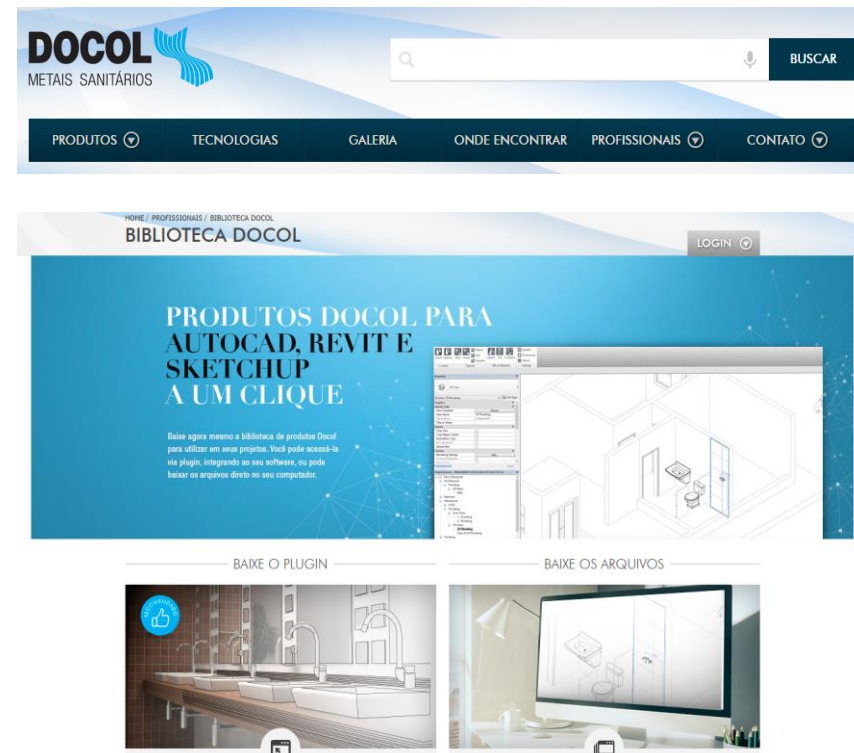 DOCOL
METAIS SANITÁRIOS
BUSCAR
PRODUTOS
TECNOLOGIAS
GALERIA
ONDE ENCONTRAR
PROFISSIONAIS
CONTATO
HOME / PROFISSIONAIS / BIBLIOTECA DOCOL
BIBLIOTECA DOCOL
LOGIN
PRODUTOS DOCOL PARA
AUTOCAD, REVIT E
SKETCHUP
A UM CLIQUE
Baixe agora mesmo a biblioteca de produtos Docol
para utilizar em seus projetos. Você pode acessá-la
via plugin, integrando ao seu software, ou pode
baixar os arquivos direto no seu computador.
BAIXE O PLUGIN
BAIXE OS ARQUIVOS
RECOMENDADO